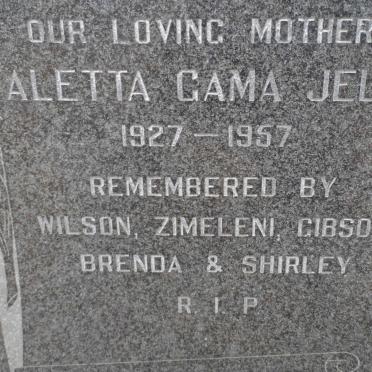 OUR LOVING MOTHER
ALETTA GAMA JEL
1927 — 1957
REMEMBERED BY
WILSON, ZIMELENI, GIBSO
BRENDA & SHIRLEY
R. I. P